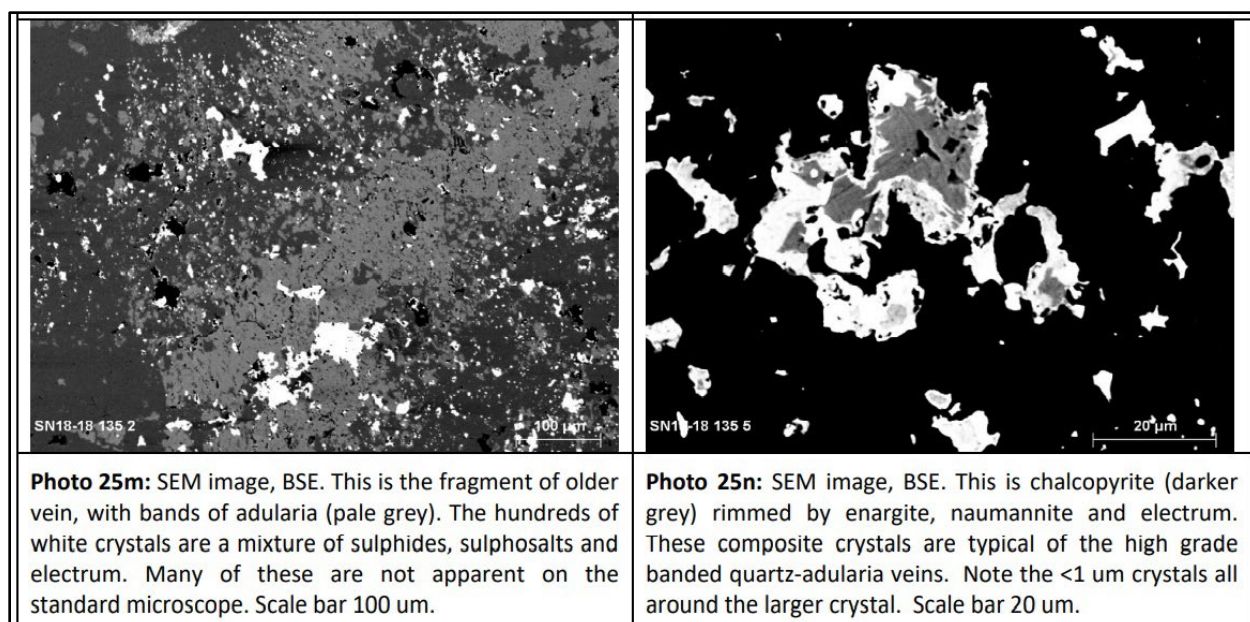 SN18-18 135 2
100 µm
SN18-18 135 5
20 µm
Photo 25m: SEM image, BSE. This is the fragment of older
vein, with bands of adularia (pale grey). The hundreds of
white crystals are a mixture of sulphides, sulphosalts and
electrum. Many of these are not apparent on the
standard microscope. Scale bar 100 um.
Photo 25n: SEM image, BSE. This is chalcopyrite (darker
grey) rimmed by enargite, naumannite and electrum.
These composite crystals are typical of the high grade
banded quartz-adularia veins. Note the <1 um crystals all
around the larger crystal. Scale bar 20 um.